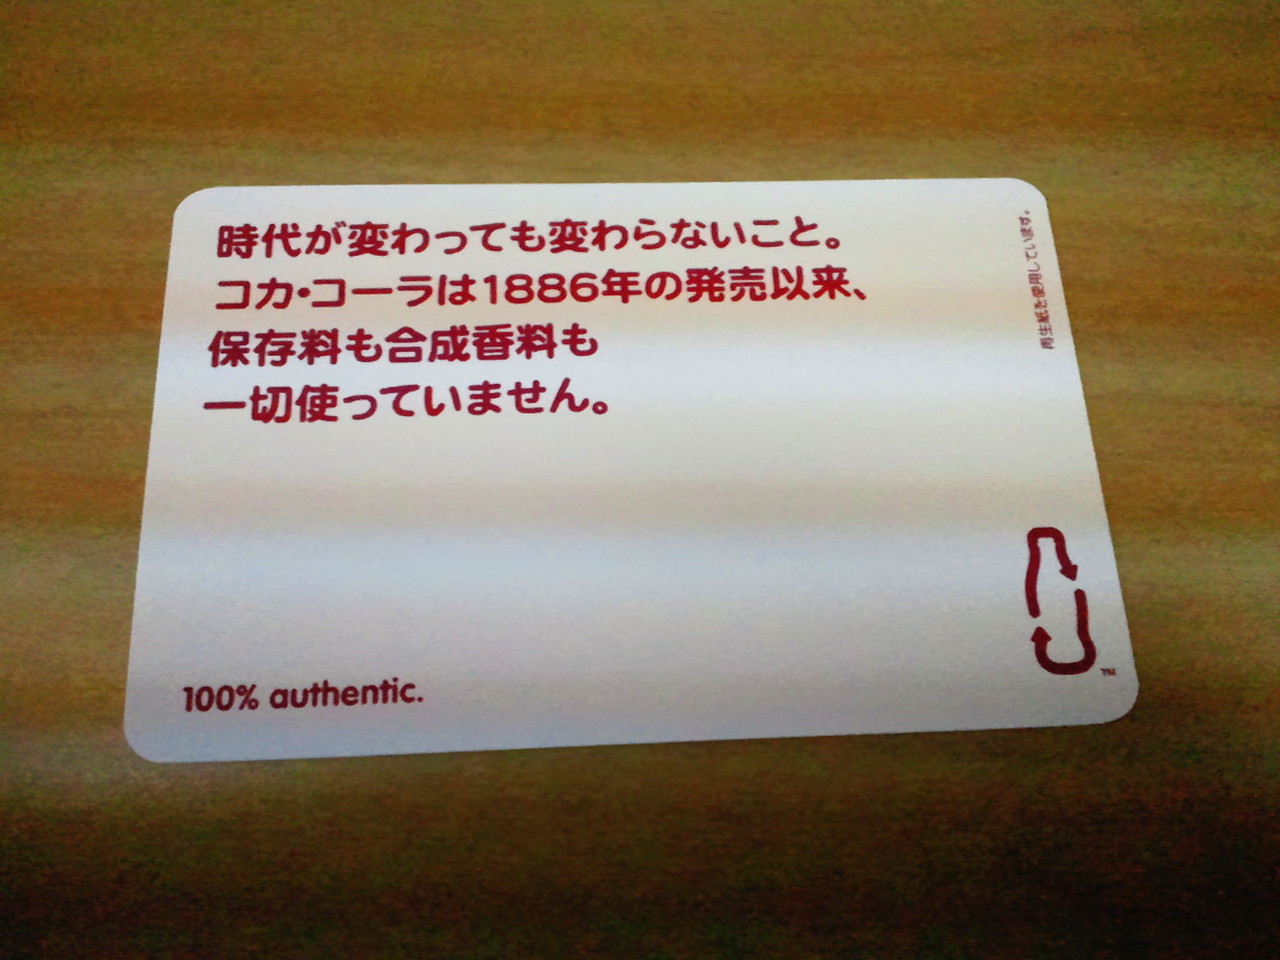 時代が変わっても変わらないこと。
コカ・コーラは1886年の発売以来、
保存料も合成香料も
一切使っていません。
再生紙を使用しています。
100% authentic.
TM